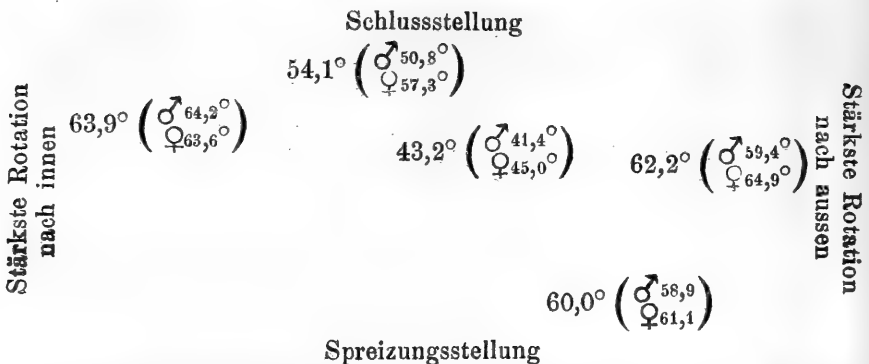 Schlussstellung
54,1° (♂ 50,8°
♀ 57,3°)
Stärkste Rotation
nach innen
63,9° (♂ 64,2°
♀ 63,6°)
43,2° (♂ 41,4°
♀ 45,0°)
62,2° (♂ 59,4°
♀ 64,9°)
Stärkste Rotation
nach aussen
60,0° (♂ 58,9
♀ 61,1)
Spreizungsstellung